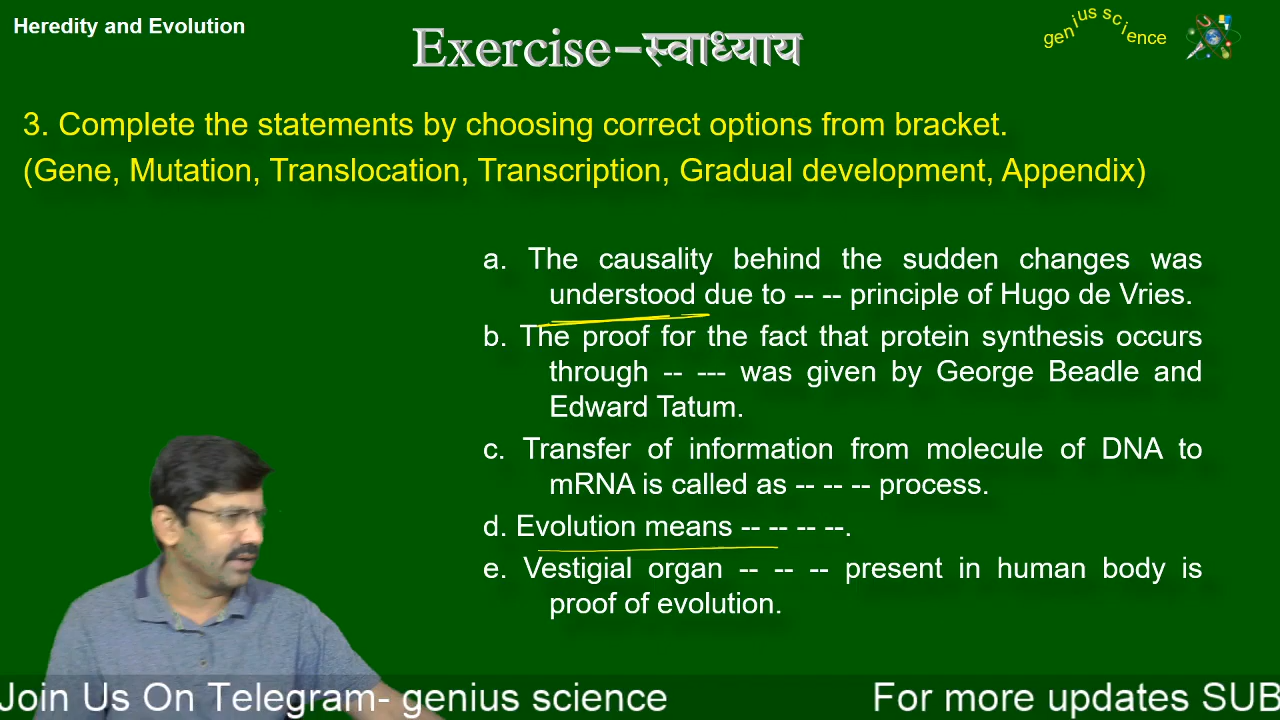 Heredity and Evolution
Exercise-स्वाध्याय
genius science
3. Complete the statements by choosing correct options from bracket.
(Gene, Mutation, Translocation, Transcription, Gradual development, Appendix)
a. The causality behind the sudden changes was
understood due to -- -- principle of Hugo de Vries.
b. The proof for the fact that protein synthesis occurs
through -- --- was given by George Beadle and
Edward Tatum.
c. Transfer of information from molecule of DNA to
mRNA is called as -- -- -- process.
d. Evolution means -- -- -- --.
e. Vestigial organ -- -- -- present in human body is
proof of evolution.
Join Us On Telegram- genius science
For more updates SUB